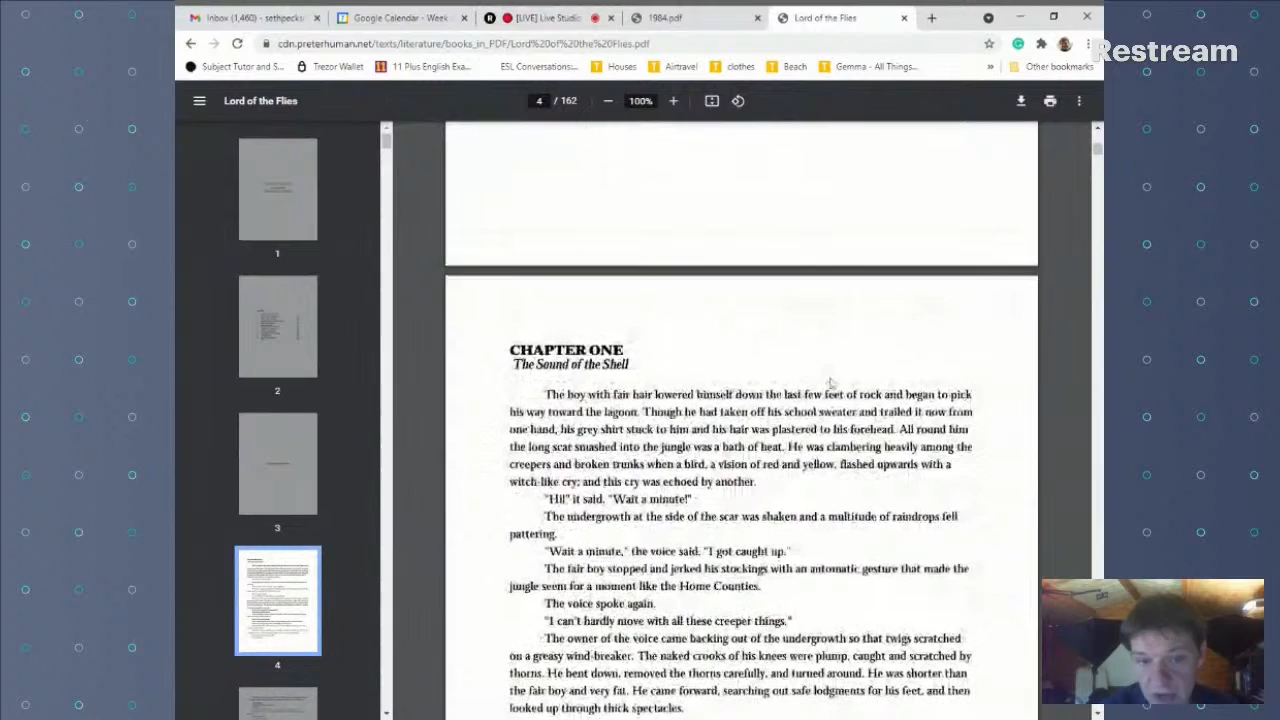 Inbox (1,460) - sethpecks
Google Calendar - Week
[LIVE] Live Studio
1984.pdf
Lord of the Flies
cdn.preterhuman.net/texts/literature/books_in_PDF/Lord%20of%20the%20Flies.pdf
Restream
Subject Tutor and S...
Trezor Wallet
11 Plus English Exa...
ESL Conversations:...
Houses
Airtravel
clothes
Beach
Gemma - All Things...
»
Other bookmarks
Lord of the Flies
4 / 162
100%
1
2
3
4
CHAPTER ONE
The Sound of the Shell
The boy with fair hair lowered himself down the last few feet of rock and began to pick
his way toward the lagoon. Though he had taken off his school sweater and trailed it now from
one hand, his grey shirt stuck to him and his hair was plastered to his forehead. All round him
the long scar smashed into the jungle was a bath of heat. He was clambering heavily among the
creepers and broken trunks when a bird, a vision of red and yellow, flashed upwards with a
witch-like cry; and this cry was echoed by another.
"Hi!" it said. "Wait a minute!"
The undergrowth at the side of the scar was shaken and a multitude of raindrops fell
pattering.
"Wait a minute," the voice said. "I got caught up."
The fair boy stopped and jerked his stockings with an automatic gesture that made the
jungle seem for a moment like the Home Counties.
The voice spoke again.
"I can't hardly move with all these creeper things."
The owner of the voice came backing out of the undergrowth so that twigs scratched
on a greasy wind-breaker. The naked crooks of his knees were plump, caught and scratched by
thorns. He bent down, removed the thorns carefully, and turned around. He was shorter than
the fair boy and very fat. He came forward, searching out safe lodgments for his feet, and then
looked up through thick spectacles.